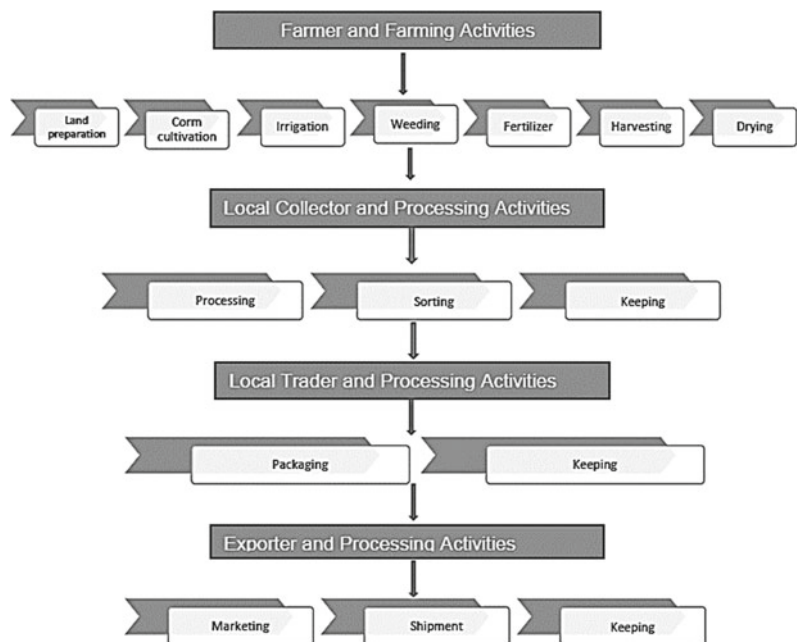 Farmer and Farming Activities
Land
preparation
Corm
cultivation
Irrigation
Weeding
Fertilizer
Harvesting
Drying
Local Collector and Processing Activities
Processing
Sorting
Keeping
Local Trader and Processing Activities
Packaging
Keeping
Exporter and Processing Activities
Marketing
Shipment
Keeping